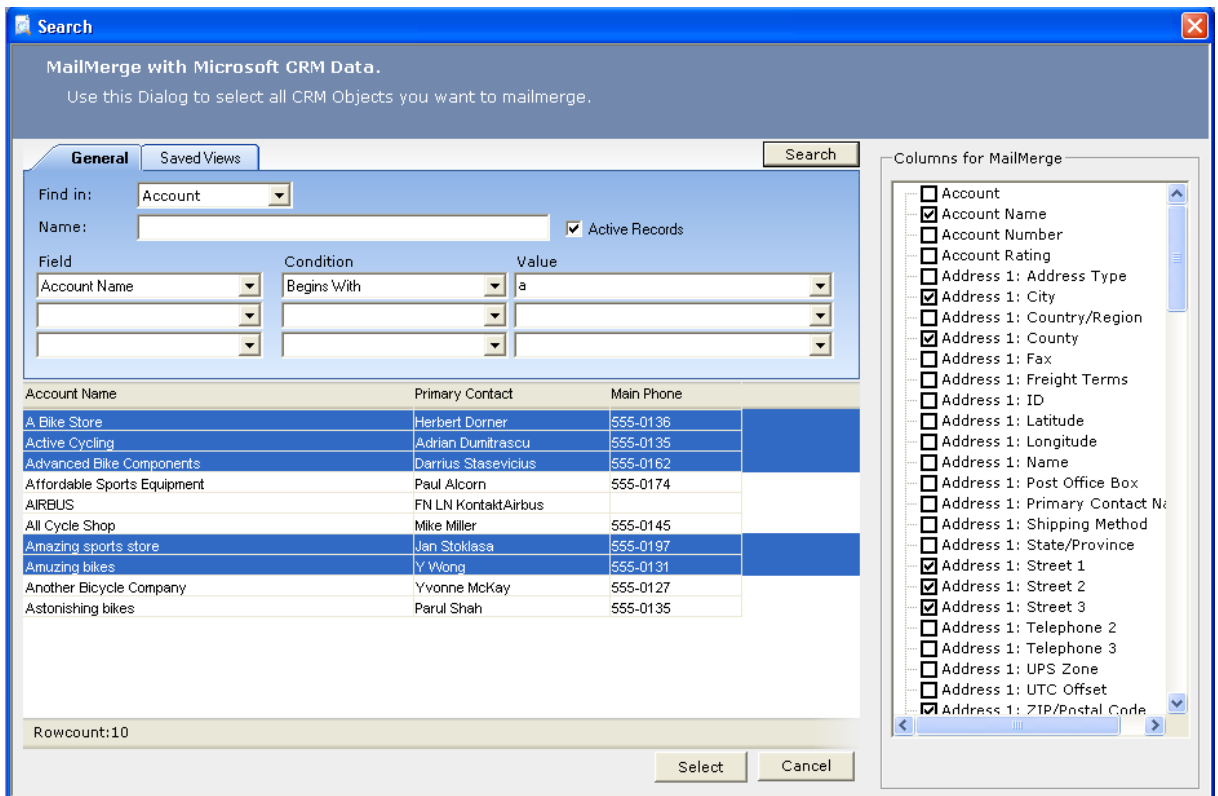 Search
MailMerge with Microsoft CRM Data.
Use this Dialog to select all CRM Objects you want to mailmerge.
General Saved Views Search
Find in: Account
Name: Active Records
Field Condition Value
Account Name Begins With a
Account Name Primary Contact Main Phone
A Bike Store Herbert Dorner 555-0136
Active Cycling Adrian Dumitrascu 555-0135
Advanced Bike Components Darrius Stasevicius 555-0162
Affordable Sports Equipment Paul Alcorn 555-0174
AIRBUS FN LN KontaktAirbus
All Cycle Shop Mike Miller 555-0145
Amazing sports store Jan Stoklasa 555-0197
Amuzing bikes Y Wong 555-0131
Another Bicycle Company Yvonne McKay 555-0127
Astonishing bikes Parul Shah 555-0135
Rowcount:10
Select Cancel
Columns for MailMerge
Account
Account Name
Account Number
Account Rating
Address 1: Address Type
Address 1: City
Address 1: Country/Region
Address 1: County
Address 1: Fax
Address 1: Freight Terms
Address 1: ID
Address 1: Latitude
Address 1: Longitude
Address 1: Name
Address 1: Post Office Box
Address 1: Primary Contact Na
Address 1: Shipping Method
Address 1: State/Province
Address 1: Street 1
Address 1: Street 2
Address 1: Street 3
Address 1: Telephone 2
Address 1: Telephone 3
Address 1: UPS Zone
Address 1: UTC Offset
Address 1: ZIP/Postal Code